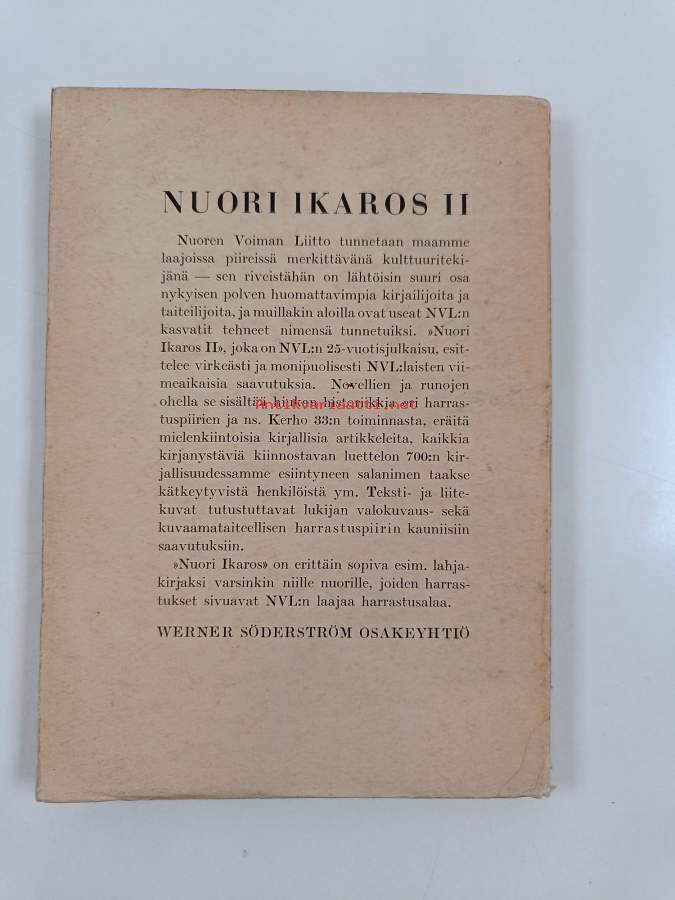 NUORI IKAROS II
Nuoren Voiman Liitto tunnetaan maamme
laajoissa piireissä merkittävänä kulttuuriteki-
jänä — sen riveistähän on lähtöisin suuri osa
nykyisen polven huomattavimpia kirjailijoita ja
taiteilijoita, ja muillakin aloilla ovat useat NVL:n
kasvatit tehneet nimensä tunnetuiksi. »Nuori
Ikaros II», joka on NVL:n 25-vuotisjulkaisu, esit-
telee virkeästi ja monipuolisesti NVL:laisten vii-
meaikaisia saavutuksia. Novellien ja runojen
ohella se sisältää hiukan historiikkia eri harras-
Antikvariaatti.net
tuspiirien ja ns. Kerho 33:n toiminnasta, eräitä
mielenkiintoisia kirjallisia artikkeleita, kaikkia
kirjanystäviä kiinnostavan luettelon 700:n kir-
jallisuudessamme esiintyneen salanimen taakse
kätkeytyvistä henkilöistä ym. Teksti- ja liite-
kuvat tutustuttavat lukijan valokuvaus- sekä
kuvaamataiteellisen harrastuspiirin kauniisiin
saavutuksiin.
»Nuori Ikaros» on erittäin sopiva esim. lahja-
kirjaksi varsinkin niille nuorille, joiden harras-
tukset sivuavat NVL:n laajaa harrastusalaa.
WERNER SÖDERSTRÖM OSAKEYHTIÖ